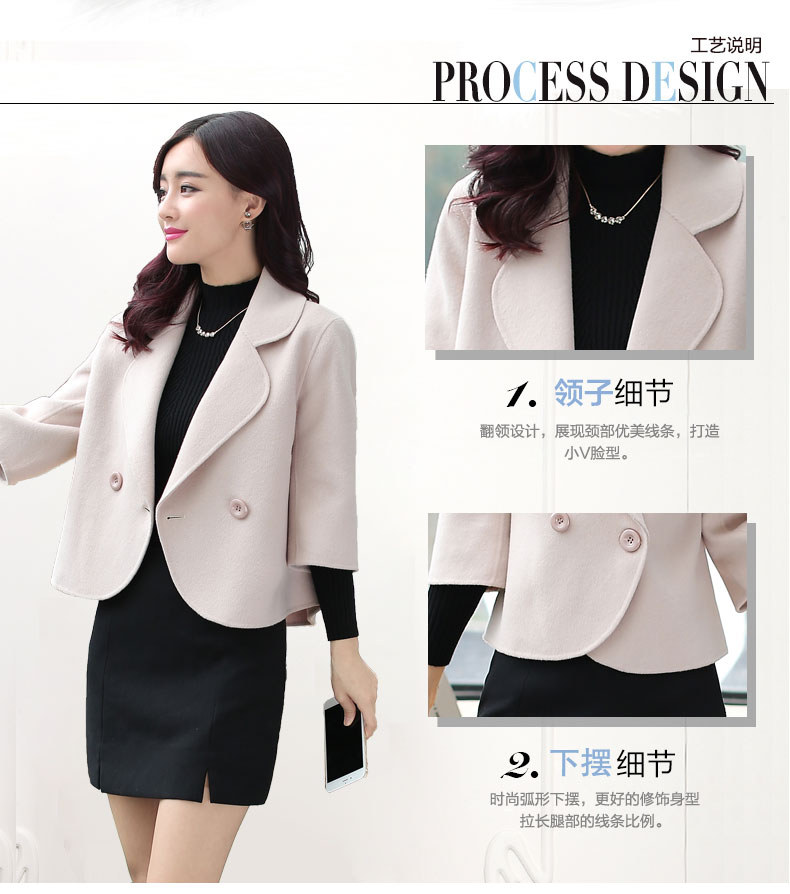 工艺说明
PROCESS DESIGN
1. 领子细节
翻领设计，展现颈部优美线条，打造
小V脸型。
2. 下摆细节
时尚弧形下摆，更好的修饰身型
拉长腿部的线条比例。